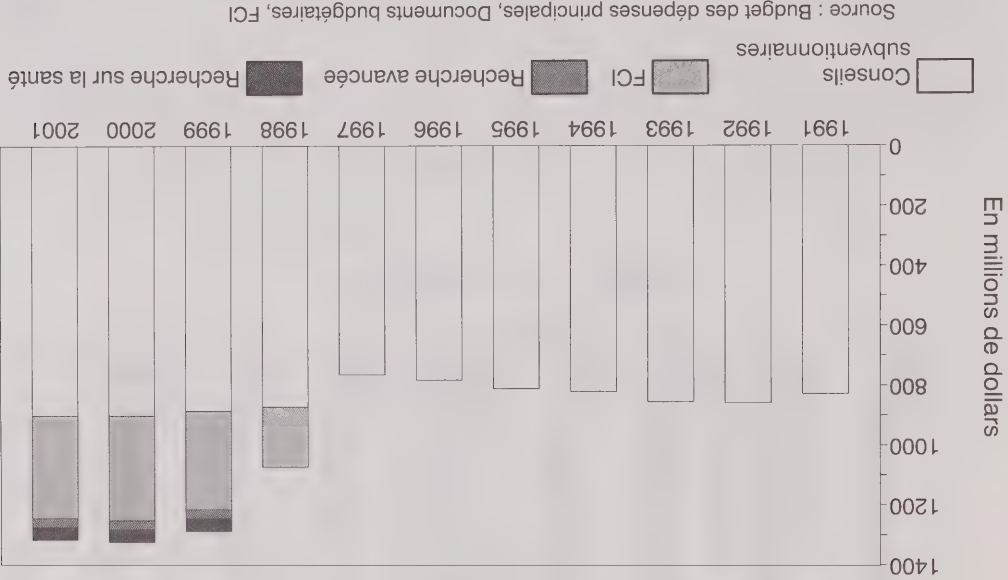 En millions de dollars
1400
1200
1000
800
600
400
200
0
1991 1992 1993 1994 1995 1996 1997 1998 1999 2000 2001
Conseils
subventionnaires
FCI
Recherche avancée
Recherche sur la santé
Source : Budget des dépenses principales, Documents budgétaires, FCI